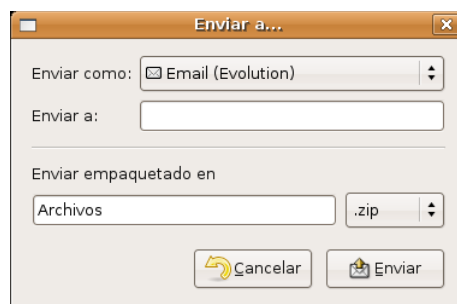 Enviar a...
Enviar como: Email (Evolution)
Enviar a:
Enviar empaquetado en
Archivos .zip
Cancelar Enviar